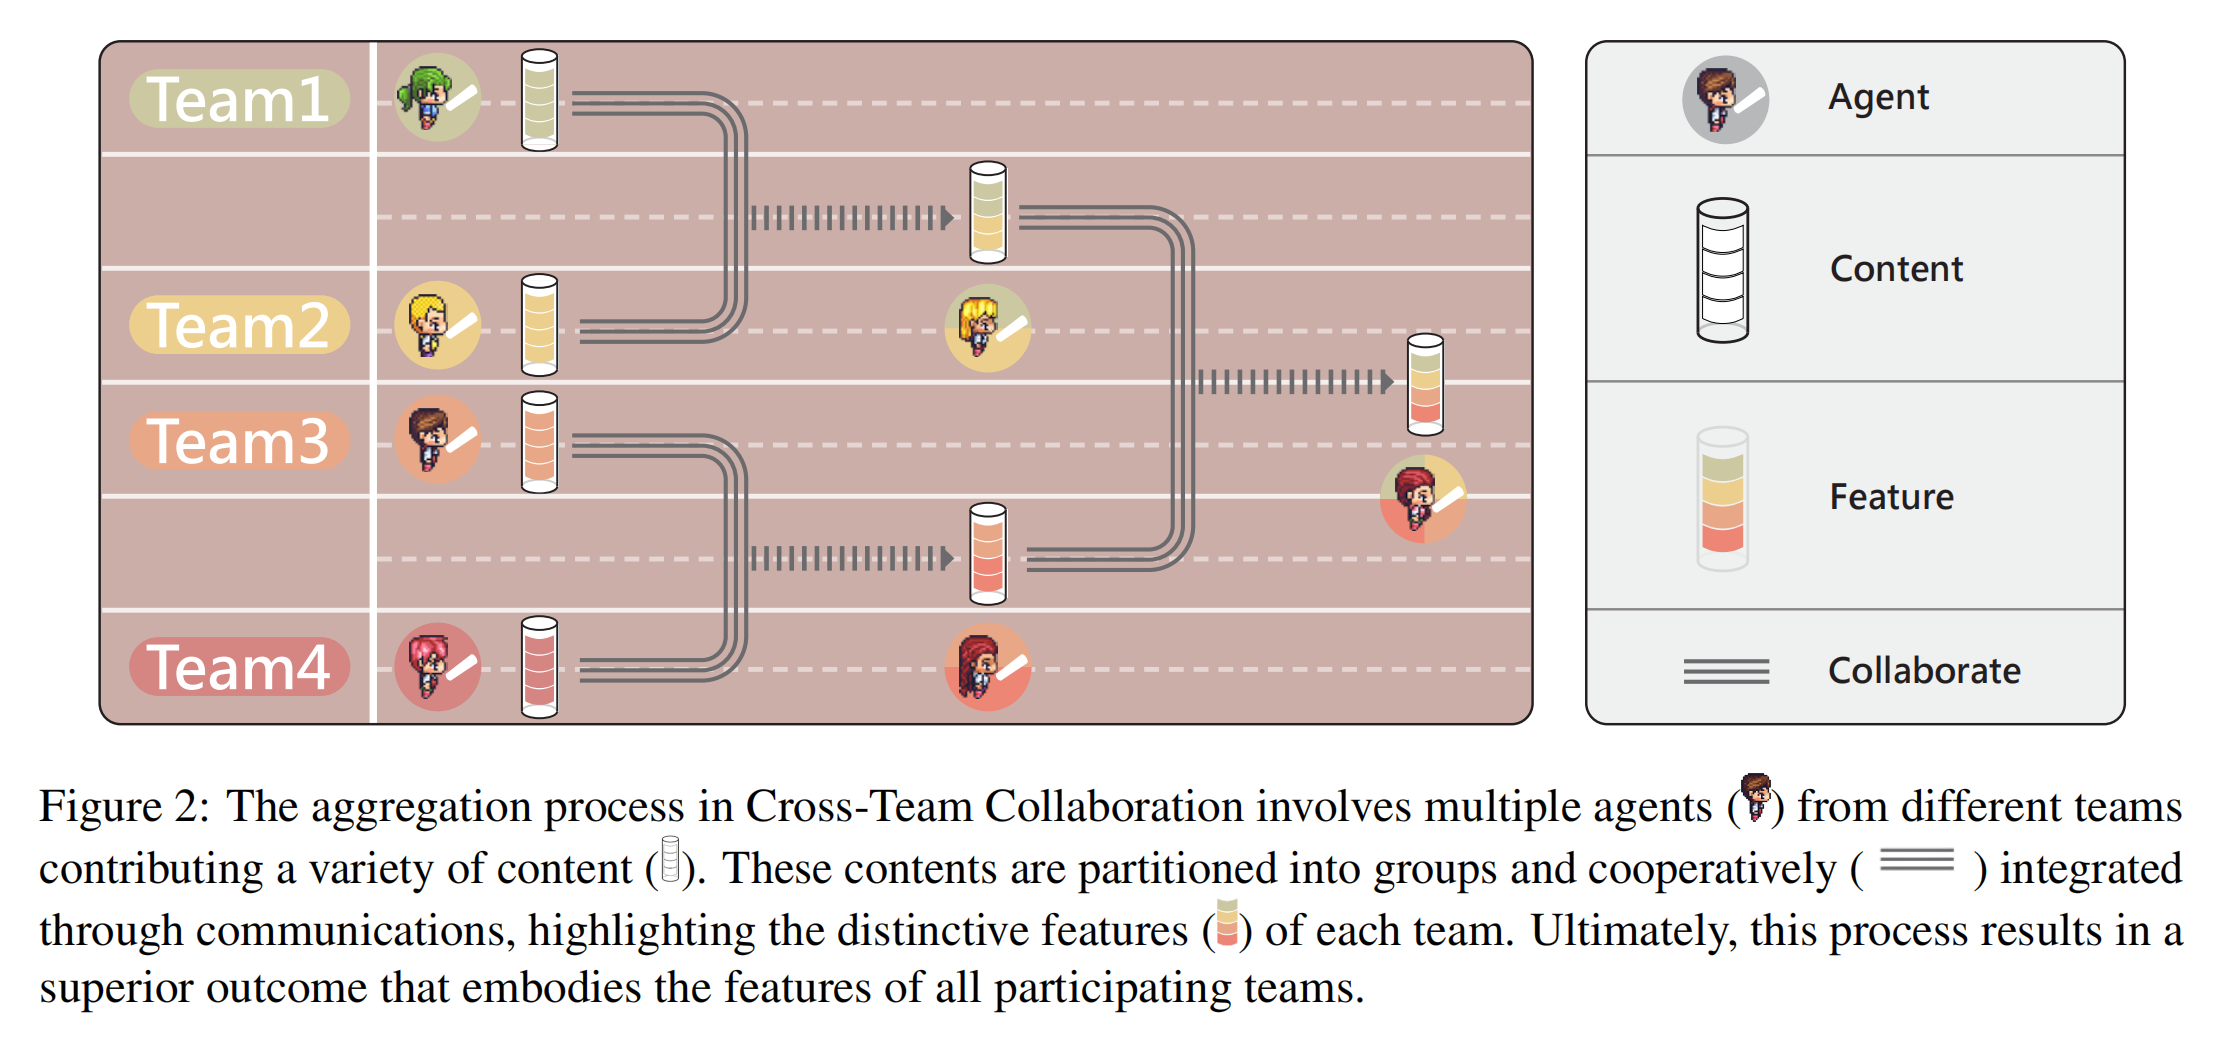 Team1
Team2
Team3
Team4
Agent
Content
Feature
Collaborate
Figure 2: The aggregation process in Cross-Team Collaboration involves multiple agents ( ) from different teams
contributing a variety of content ( ). These contents are partitioned into groups and cooperatively ( ) integrated
through communications, highlighting the distinctive features ( ) of each team. Ultimately, this process results in a
superior outcome that embodies the features of all participating teams.